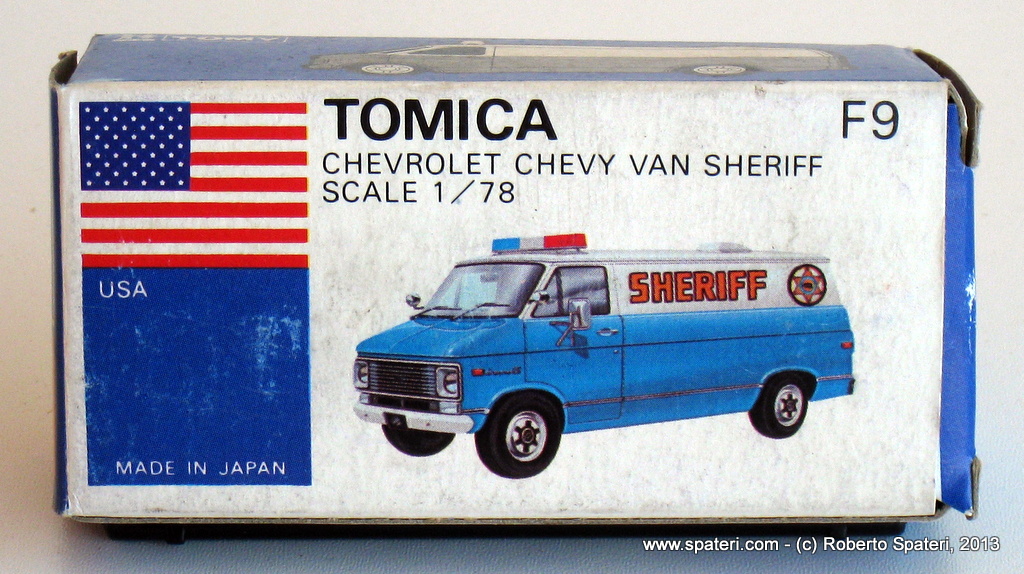 TOMY
TOMICA
F9
CHEVROLET CHEVY VAN SHERIFF
SCALE 1/78
USA
SHERIFF
MADE IN JAPAN
www.spateri.com - (c) Roberto Spateri, 2013